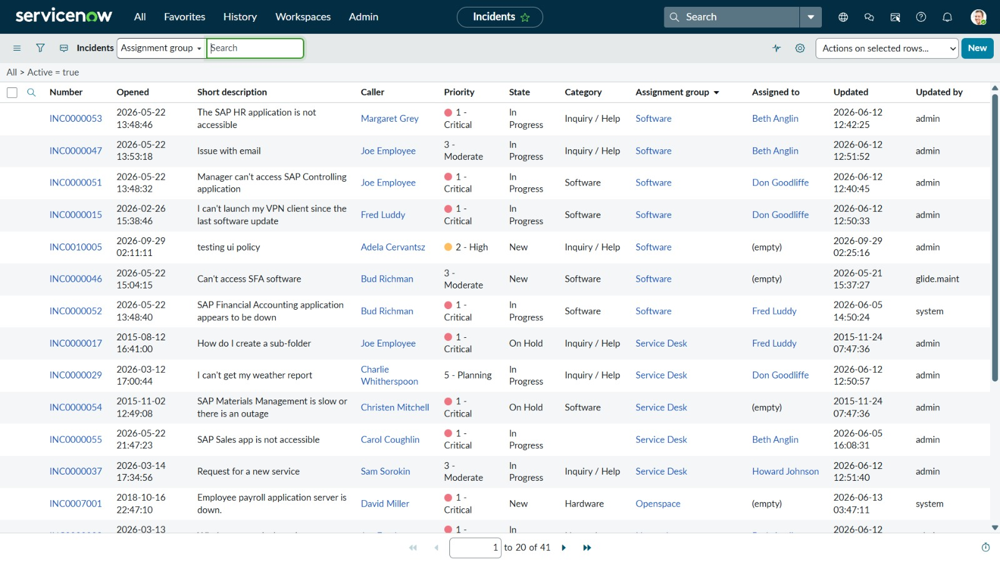 servicenow All Favorites History Workspaces Admin Incidents Search
Incidents Assignment group Search Actions on selected rows... New
All > Active = true
Number Opened Short description Caller Priority State Category Assignment group Assigned to Updated Updated by
INC0000053 2026-05-22 13:48:46 The SAP HR application is not accessible Margaret Grey 1 - Critical In Progress Inquiry / Help Software Beth Anglin 2026-06-12 12:42:25 admin
INC0000047 2026-05-22 13:53:18 Issue with email Joe Employee 3 - Moderate In Progress Inquiry / Help Software Beth Anglin 2026-06-12 12:51:52 admin
INC0000051 2026-05-22 13:48:32 Manager can't access SAP Controlling application Joe Employee 1 - Critical In Progress Software Software Don Goodliffe 2026-06-12 12:40:45 admin
INC0000015 2026-02-26 15:38:46 I can't launch my VPN client since the last software update Fred Luddy 1 - Critical In Progress Software Software Don Goodliffe 2026-06-12 12:50:33 admin
INC0010005 2026-09-29 02:11:11 testing ui policy Adela Cervantsz 2 - High New Inquiry / Help Software (empty) 2026-09-29 02:25:16 admin
INC0000046 2026-05-22 15:04:15 Can't access SFA software Bud Richman 3 - Moderate New Software Software (empty) 2026-05-21 15:37:27 glide.maint
INC0000052 2026-05-22 13:48:40 SAP Financial Accounting application appears to be down Bud Richman 1 - Critical In Progress Software Software Fred Luddy 2026-06-05 14:50:24 system
INC0000017 2015-08-12 16:41:00 How do I create a sub-folder Joe Employee 1 - Critical On Hold Inquiry / Help Service Desk Fred Luddy 2015-11-24 07:47:36 admin
INC0000029 2026-03-12 17:00:44 I can't get my weather report Charlie Whitherspoon 5 - Planning In Progress Inquiry / Help Service Desk Don Goodliffe 2026-06-12 12:50:57 admin
INC0000054 2015-11-02 12:49:08 SAP Materials Management is slow or there is an outage Christen Mitchell 1 - Critical On Hold Software Service Desk (empty) 2015-11-24 07:47:36 admin
INC0000055 2026-05-22 21:47:23 SAP Sales app is not accessible Carol Coughlin 1 - Critical In Progress Service Desk Beth Anglin 2026-06-05 16:08:31 admin
INC0000037 2026-03-14 17:34:56 Request for a new service Sam Sorokin 3 - Moderate In Progress Inquiry / Help Service Desk Howard Johnson 2026-06-12 12:51:40 admin
INC0007001 2018-10-16 22:47:10 Employee payroll application server is down. David Miller 1 - Critical New Hardware Openspace (empty) 2026-06-13 03:47:11 system
2026-03-13 1 - In 2026-06-12
1 to 20 of 41